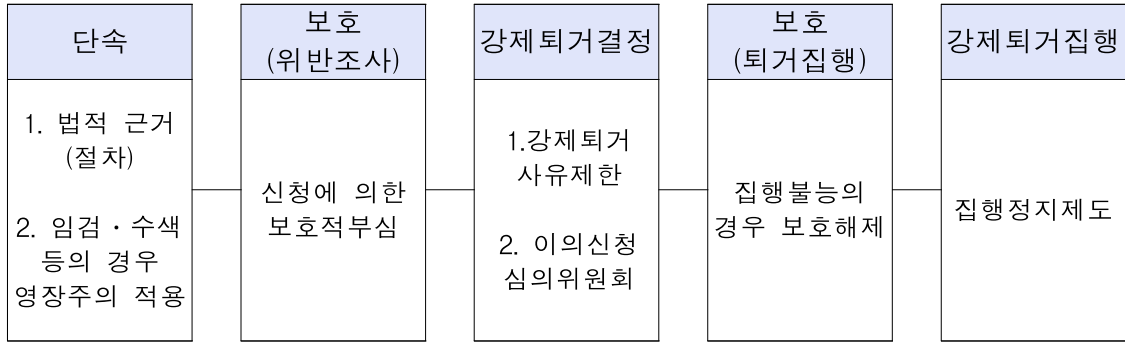 단속
1. 법적 근거
(절차)
2. 임검·수색
등의 경우
영장주의 적용
보호
(위반조사)
신청에 의한
보호적부심
강제퇴거결정
1.강제퇴거
사유제한
2. 이의신청
심의위원회
보호
(퇴거집행)
집행불능의
경우 보호해제
강제퇴거집행
집행정지제도